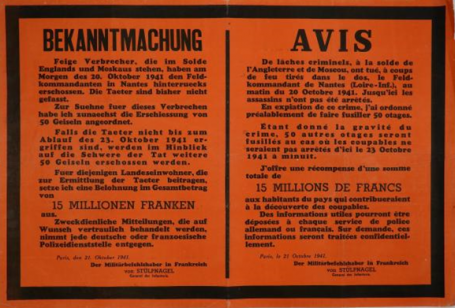 BEKANNTMACHUNG
Feige Verbrecher, die im Solde
Englands und Moskaus stehen, haben am
Morgen des 20. Oktober 1941 den Feld-
kommandanten in Nantes hinterruecks
erschossen. Die Taeter sind bisher nicht
gefasst.
Zur Suehne fuer dieses Verbrechen
habe ich zunaechst die Erschiessung von
50 Geiseln angeordnet.
Falls die Taeter nicht bis zum
Ablauf des 23. Oktober 1941 er-
griffen sind, werden im Hinblick
auf die Schwere der Tat weitere
50 Geiseln erschossen werden.
Fuer diejenigen Landeseinwohner, die
zur Ermittlung der Taeter beitragen,
setze ich eine Belohnung im Gesamtbetrag
von
15 MILLIONEN FRANKEN
aus.
Zweckdienliche Mitteilungen, die auf
Wunsch vertraulich behandelt werden,
nimmt jede deutsche oder franzoesische
Polizeidienststelle entgegen.
Paris, den 21. Oktober 1941.
Der Militärbefehlshaber in Frankreich
von STÜLPNAGEL
General der Infanterie
AVIS
De lâches criminels, à la solde de
l'Angleterre et de Moscou, ont tué, à coups
de feu tirés dans le dos, le Feld-
kommandant de Nantes (Loire-Inf.), au
matin du 20 Octobre 1941. Jusqu'ici les
assassins n'ont pas été arrêtés.
En expiation de ce crime, j'ai ordonné
préalablement de faire fusiller 50 otages.
Etant donné la gravité du
crime, 50 autres otages seront
fusillés au cas où les coupables ne
seraient pas arrêtés d'ici le 23 Octobre
1941 à minuit.
J'offre une récompense d'une somme
totale de
15 MILLIONS DE FRANCS
aux habitants du pays qui contribueraient
à la découverte des coupables.
Des informations utiles pourront être
déposées à chaque service de police
allemand ou français. Sur demande, ces
informations seront traitées confidentiel-
lement.
Paris, le 21 Octobre 1941.
Der Militärbefehlshaber in Frankreich
von STÜLPNAGEL
General der Infanterie